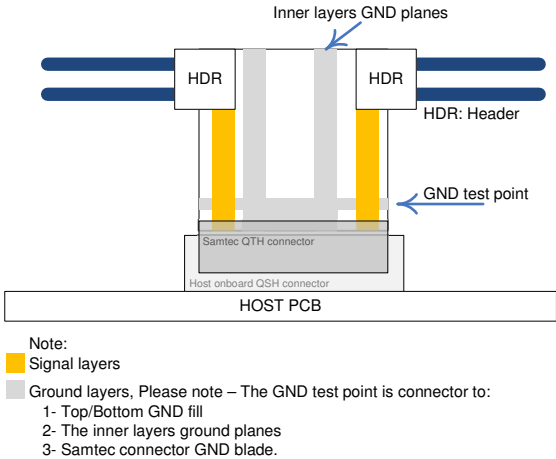 Inner layers GND planes
HDR
HDR
HDR: Header
GND test point
Samtec QTH connector
Host onboard QSH connector
HOST PCB
Note:
Signal layers
Ground layers, Please note – The GND test point is connector to:
1- Top/Bottom GND fill
2- The inner layers ground planes
3- Samtec connector GND blade.